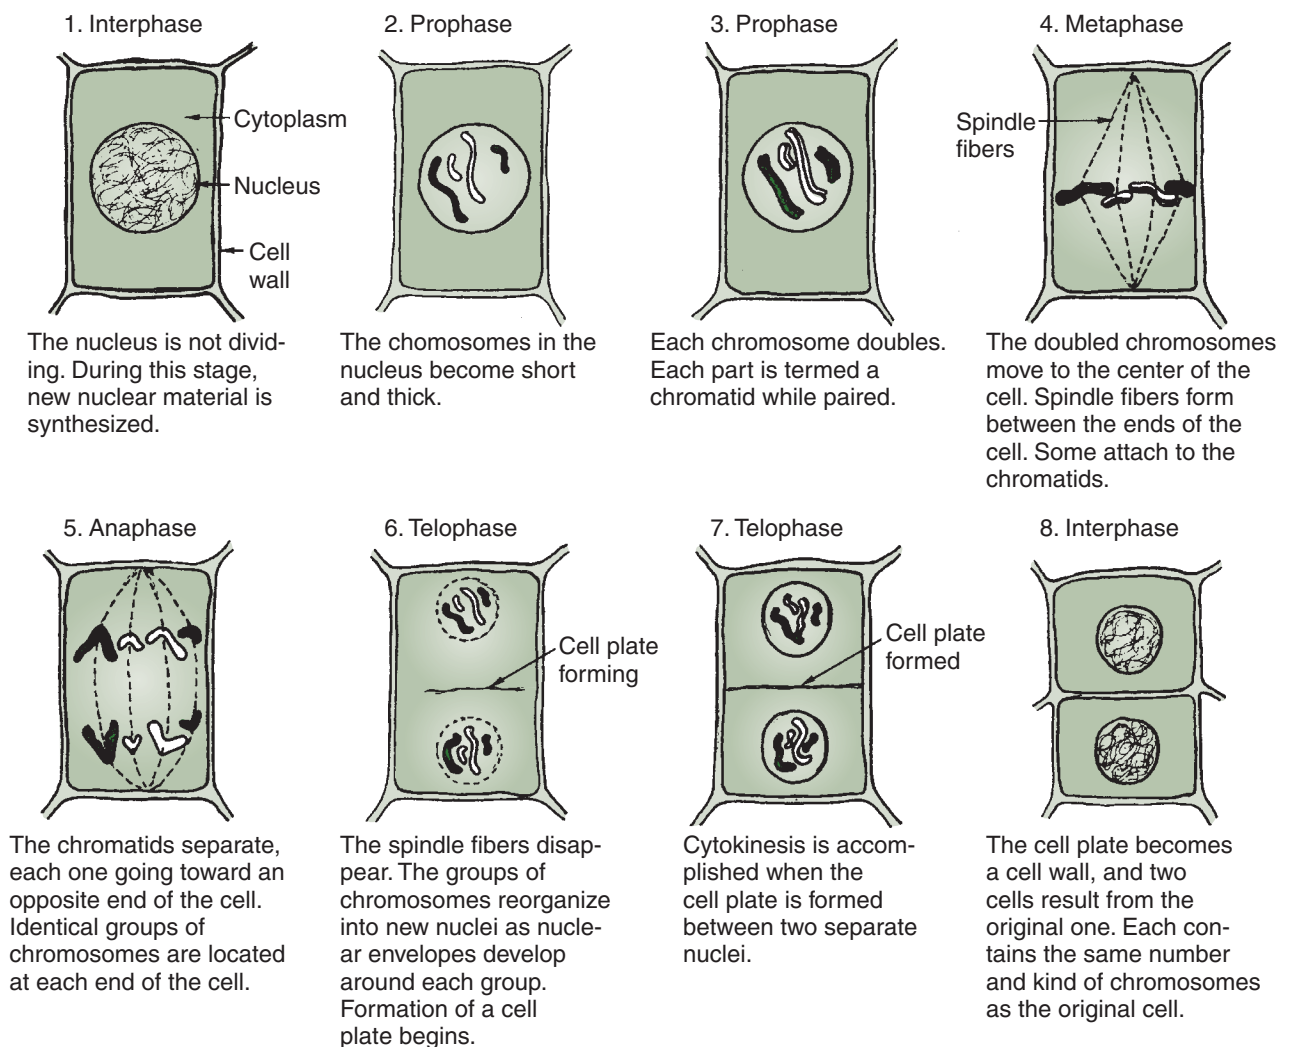 1. Interphase
Cytoplasm
Nucleus
Cell
wall
The nucleus is not divid-
ing. During this stage,
new nuclear material is
synthesized.
2. Prophase
The chomosomes in the
nucleus become short
and thick.
3. Prophase
Each chromosome doubles.
Each part is termed a
chromatid while paired.
4. Metaphase
Spindle
fibers
The doubled chromosomes
move to the center of the
cell. Spindle fibers form
between the ends of the
cell. Some attach to the
chromatids.
5. Anaphase
The chromatids separate,
each one going toward an
opposite end of the cell.
Identical groups of
chromosomes are located
at each end of the cell.
6. Telophase
Cell plate
forming
The spindle fibers disap-
pear. The groups of
chromosomes reorganize
into new nuclei as nucle-
ar envelopes develop
around each group.
Formation of a cell
plate begins.
7. Telophase
Cell plate
formed
Cytokinesis is accom-
plished when the
cell plate is formed
between two separate
nuclei.
8. Interphase
The cell plate becomes
a cell wall, and two
cells result from the
original one. Each con-
tains the same number
and kind of chromosomes
as the original cell.